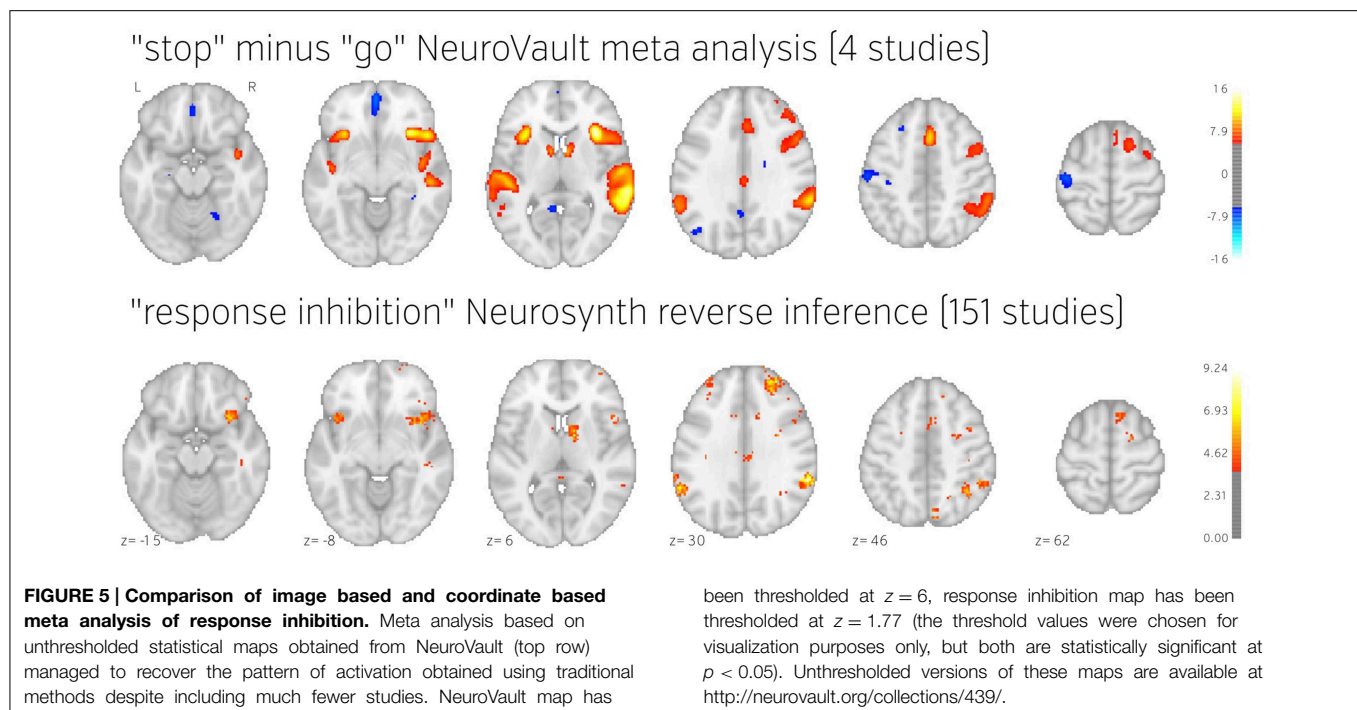 "stop" minus "go" NeuroVault meta analysis (4 studies)
L R
16
7.9
0
-7.9
-16
"response inhibition" Neurosynth reverse inference (151 studies)
9.24
6.93
4.62
2.31
0.00
z= -15 z= -8 z= 6 z= 30 z= 46 z= 62
FIGURE 5 | Comparison of image based and coordinate based
meta analysis of response inhibition. Meta analysis based on
unthresholded statistical maps obtained from NeuroVault (top row)
managed to recover the pattern of activation obtained using traditional
methods despite including much fewer studies. NeuroVault map has
been thresholded at z = 6, response inhibition map has been
thresholded at z = 1.77 (the threshold values were chosen for
visualization purposes only, but both are statistically significant at
p < 0.05). Unthresholded versions of these maps are available at
http://neurovault.org/collections/439/.